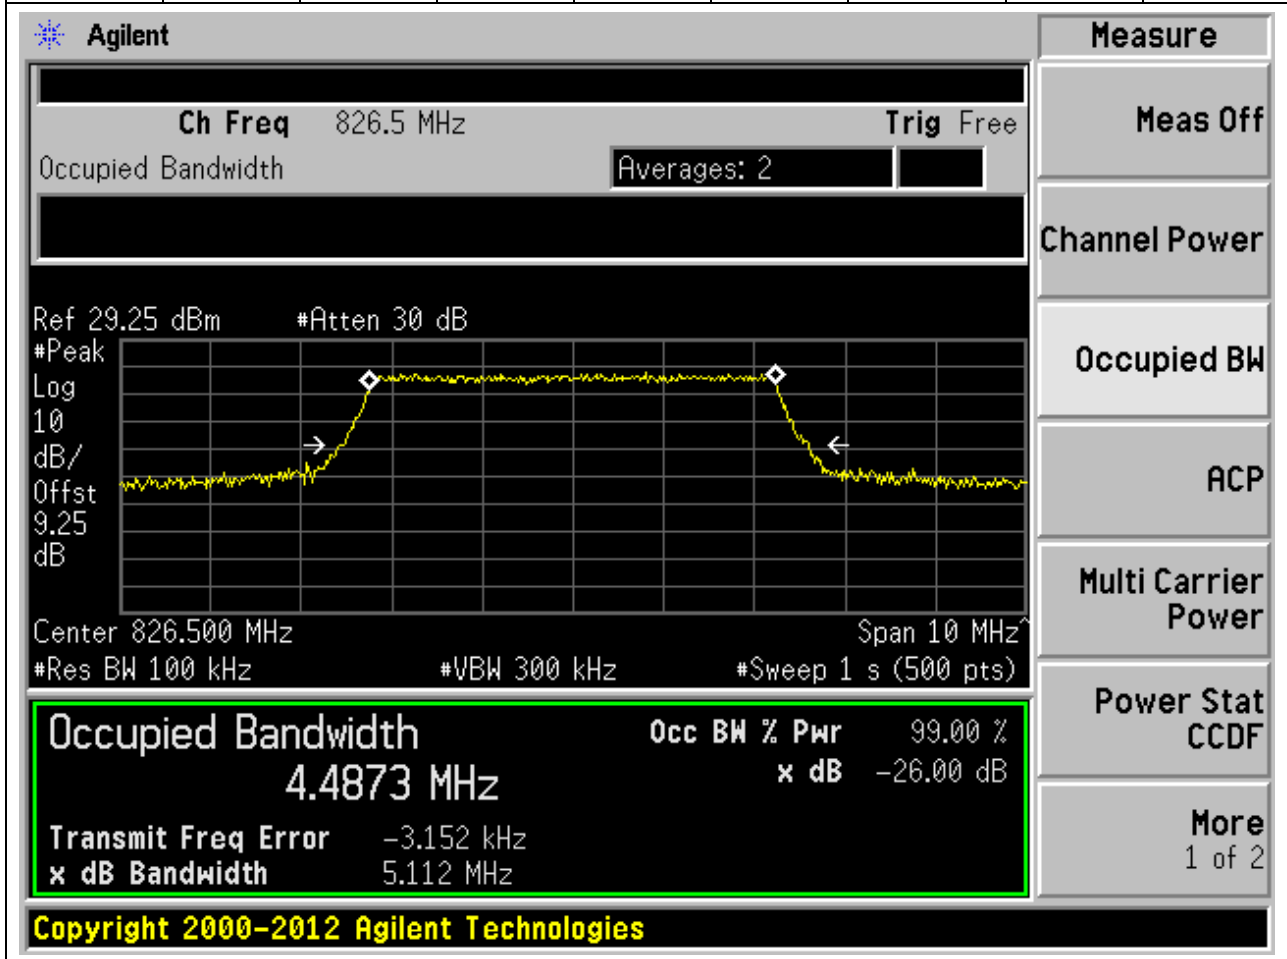 Agilent
Measure
Ch Freq 826.5 MHz Trig Free
Occupied Bandwidth Averages: 2
Meas Off
Channel Power
Occupied BW
ACP
Multi Carrier
Power
Power Stat
CCDF
More
1 of 2
Ref 29.25 dBm #Atten 30 dB
#Peak
Log
10
dB/
Offst
9.25
dB
Center 826.500 MHz Span 10 MHz^
#Res BW 100 kHz #VBW 300 kHz #Sweep 1 s (500 pts)
Occupied Bandwidth Occ BW % Pwr 99.00 %
4.4873 MHz x dB -26.00 dB
Transmit Freq Error -3.152 kHz
x dB Bandwidth 5.112 MHz
Copyright 2000-2012 Agilent Technologies